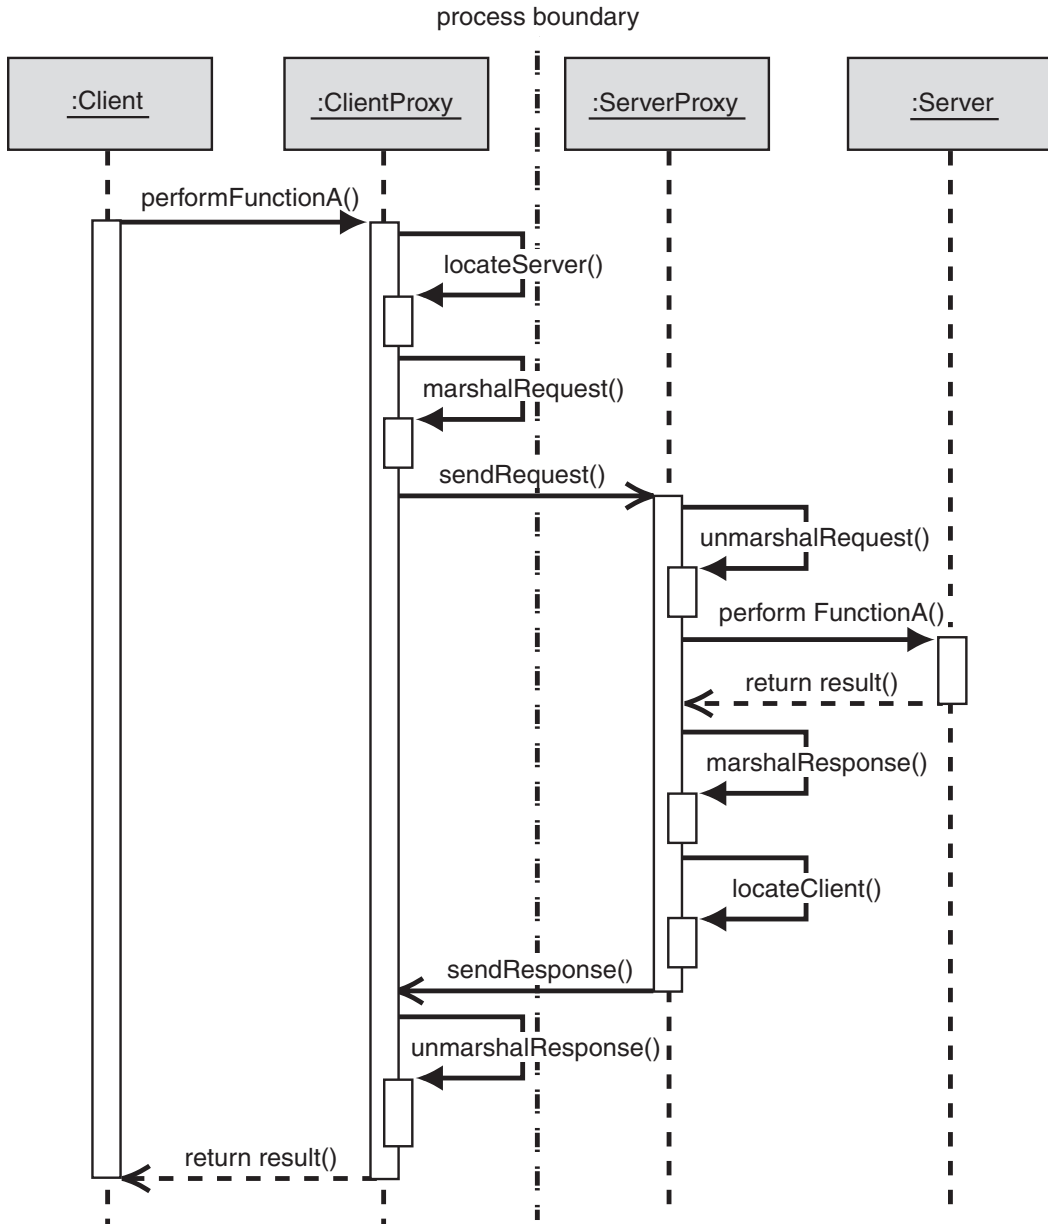 process boundary
:Client
:ClientProxy
:ServerProxy
:Server
performFunctionA()
locateServer()
marshalRequest()
sendRequest()
unmarshalRequest()
perform FunctionA()
return result()
marshalResponse()
locateClient()
sendResponse()
unmarshalResponse()
return result()